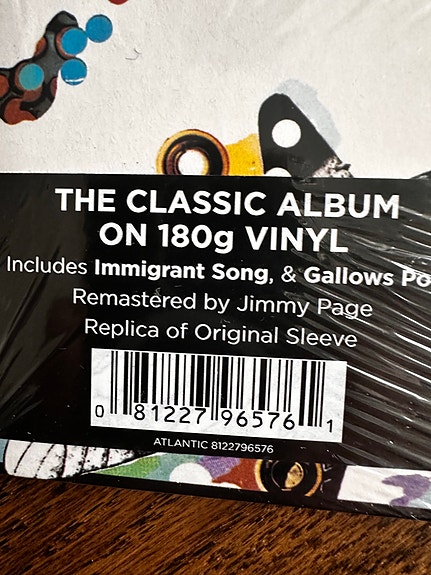 THE CLASSIC ALBUM
ON 180g VINYL
Includes Immigrant Song, & Gallows Po
Remastered by Jimmy Page
Replica of Original Sleeve
0 81227 96576 1
ATLANTIC 8122796576